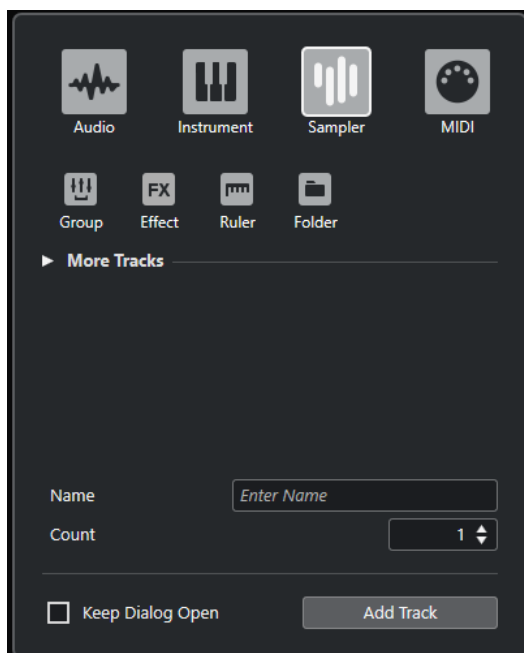 Audio Instrument Sampler MIDI
FX
Group Effect Ruler Folder
► More Tracks
Name Enter Name
Count 1
Keep Dialog Open Add Track